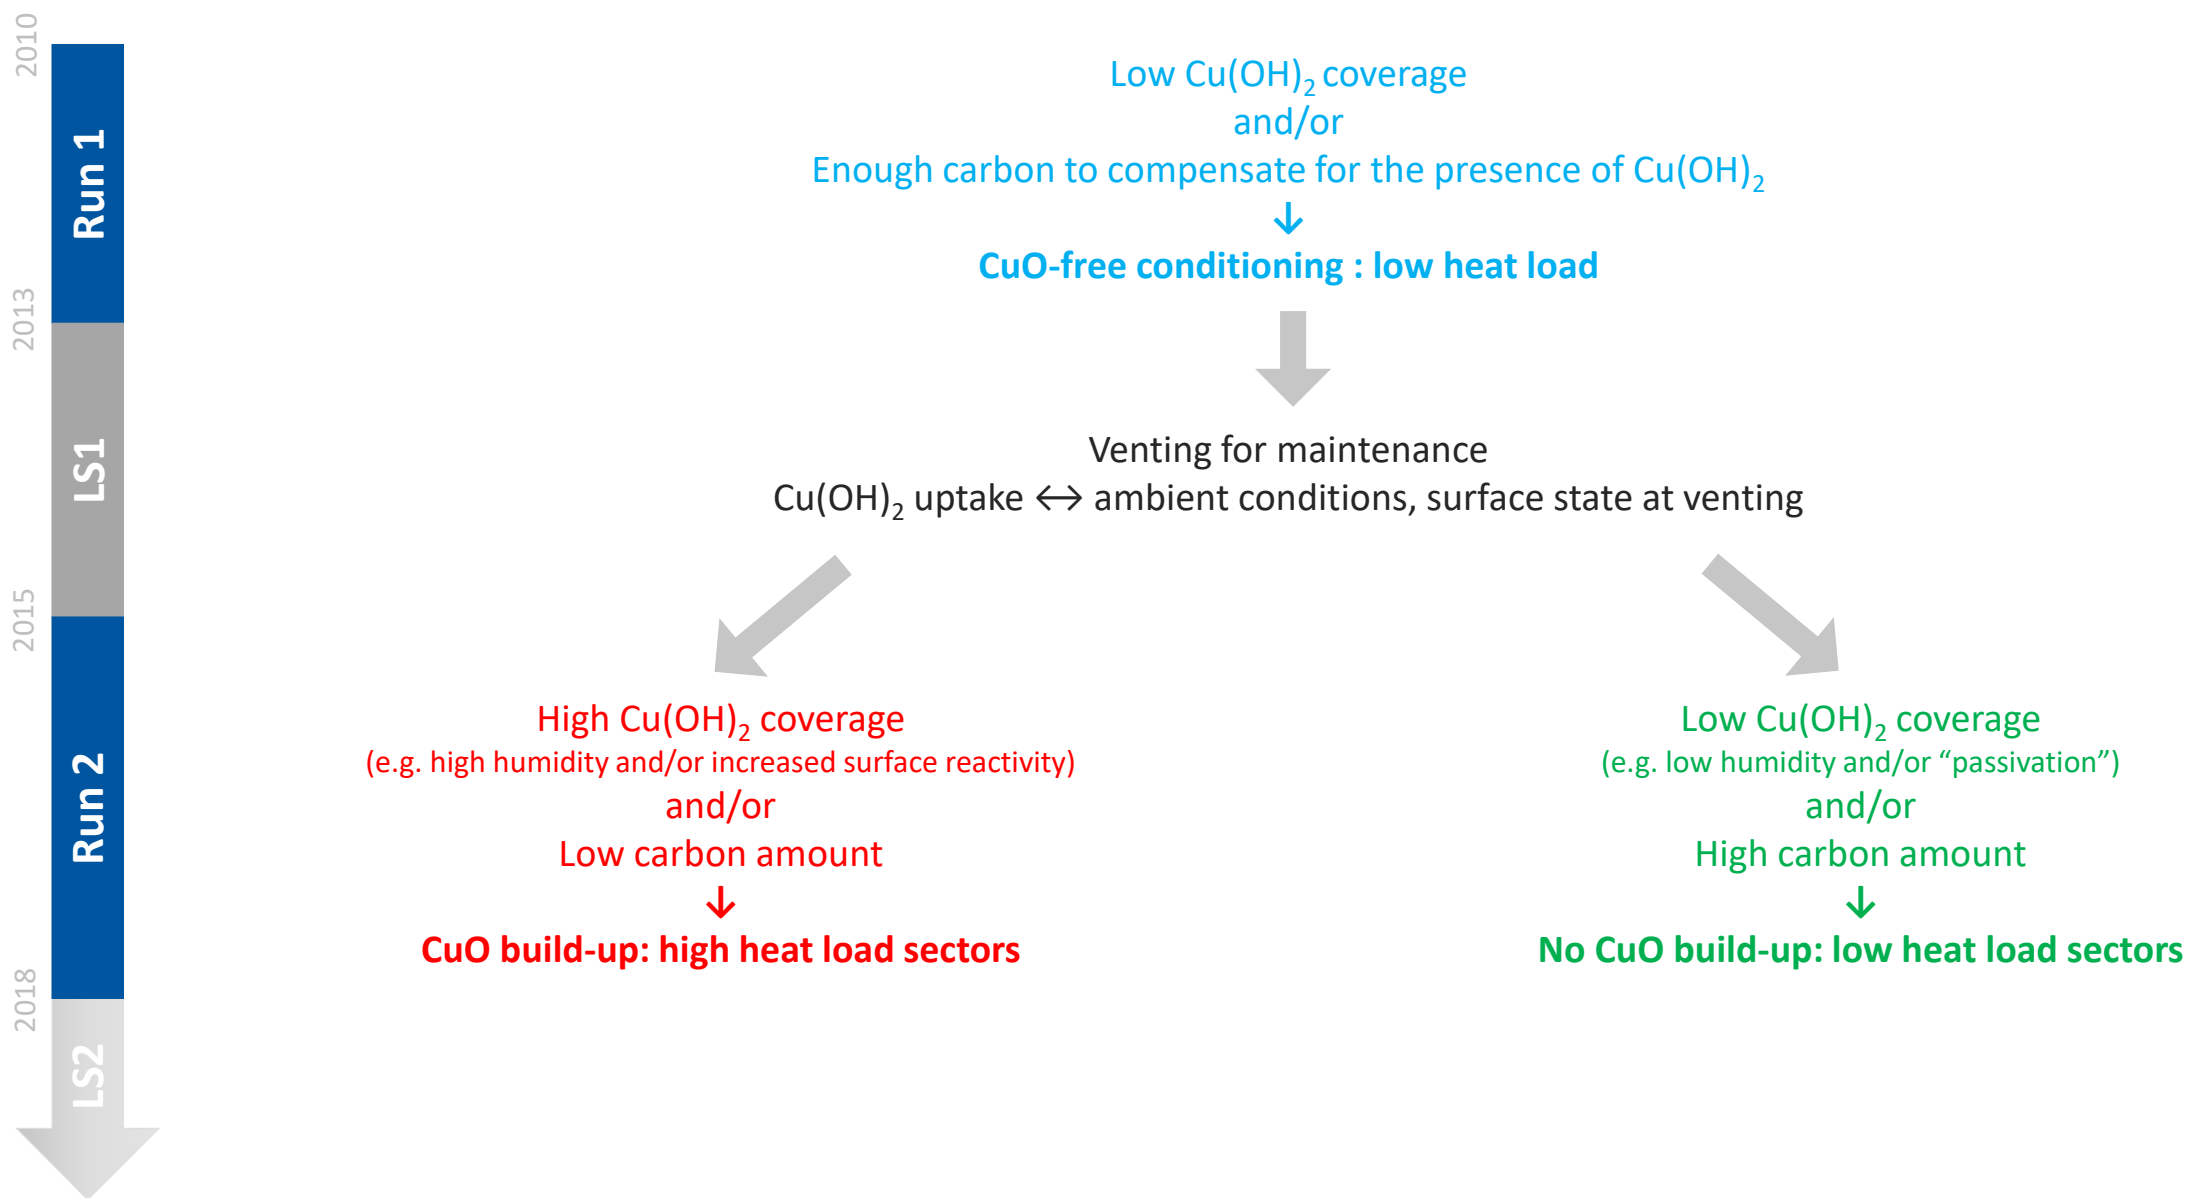 2010
Run 1
2013
LS1
2015
Run 2
2018
LS2
Low Cu(OH)₂ coverage
and/or
Enough carbon to compensate for the presence of Cu(OH)₂
↓
CuO-free conditioning : low heat load
Venting for maintenance
Cu(OH)₂ uptake ↔ ambient conditions, surface state at venting
High Cu(OH)₂ coverage
(e.g. high humidity and/or increased surface reactivity)
and/or
Low carbon amount
↓
CuO build-up: high heat load sectors
Low Cu(OH)₂ coverage
(e.g. low humidity and/or “passivation”)
and/or
High carbon amount
↓
No CuO build-up: low heat load sectors